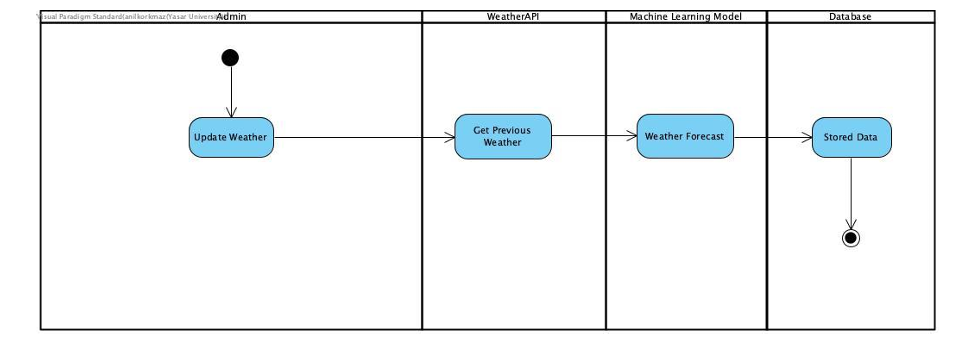 Visual Paradigm Standard(anilkorkmaz(Yasar Universi
Admin
WeatherAPI
Machine Learning Model
Database
Update Weather
Get Previous
Weather
Weather Forecast
Stored Data